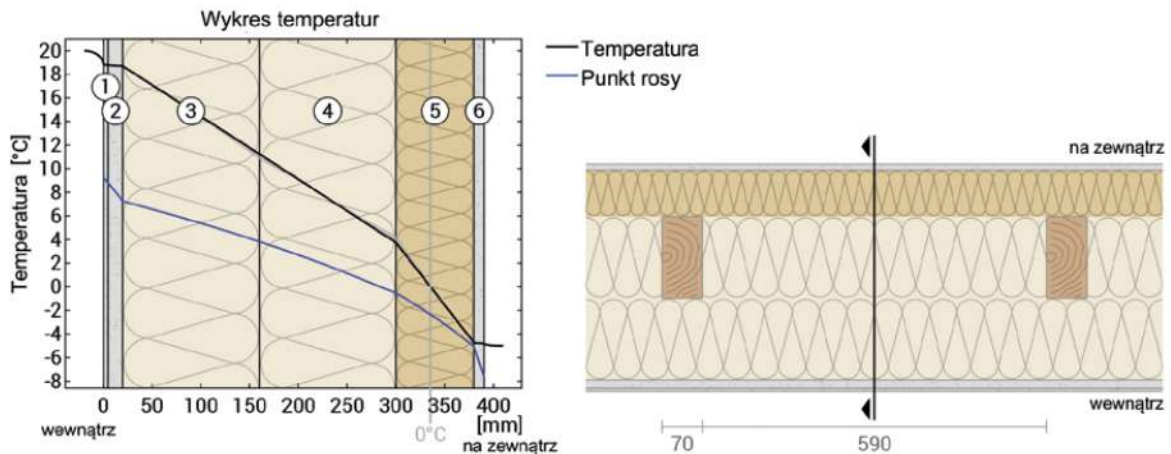 Wykres temperatur
Temperatura [°C]
20
18
16
14
12
10
8
6
4
2
0
-2
-4
-6
-8
1
2
3
4
5
6
0 50 100 150 200 250 300 350 400
[mm]
wewnątrz
0°C
na zewnątrz
Temperatura
Punkt rosy
na zewnątrz
wewnątrz
70
590